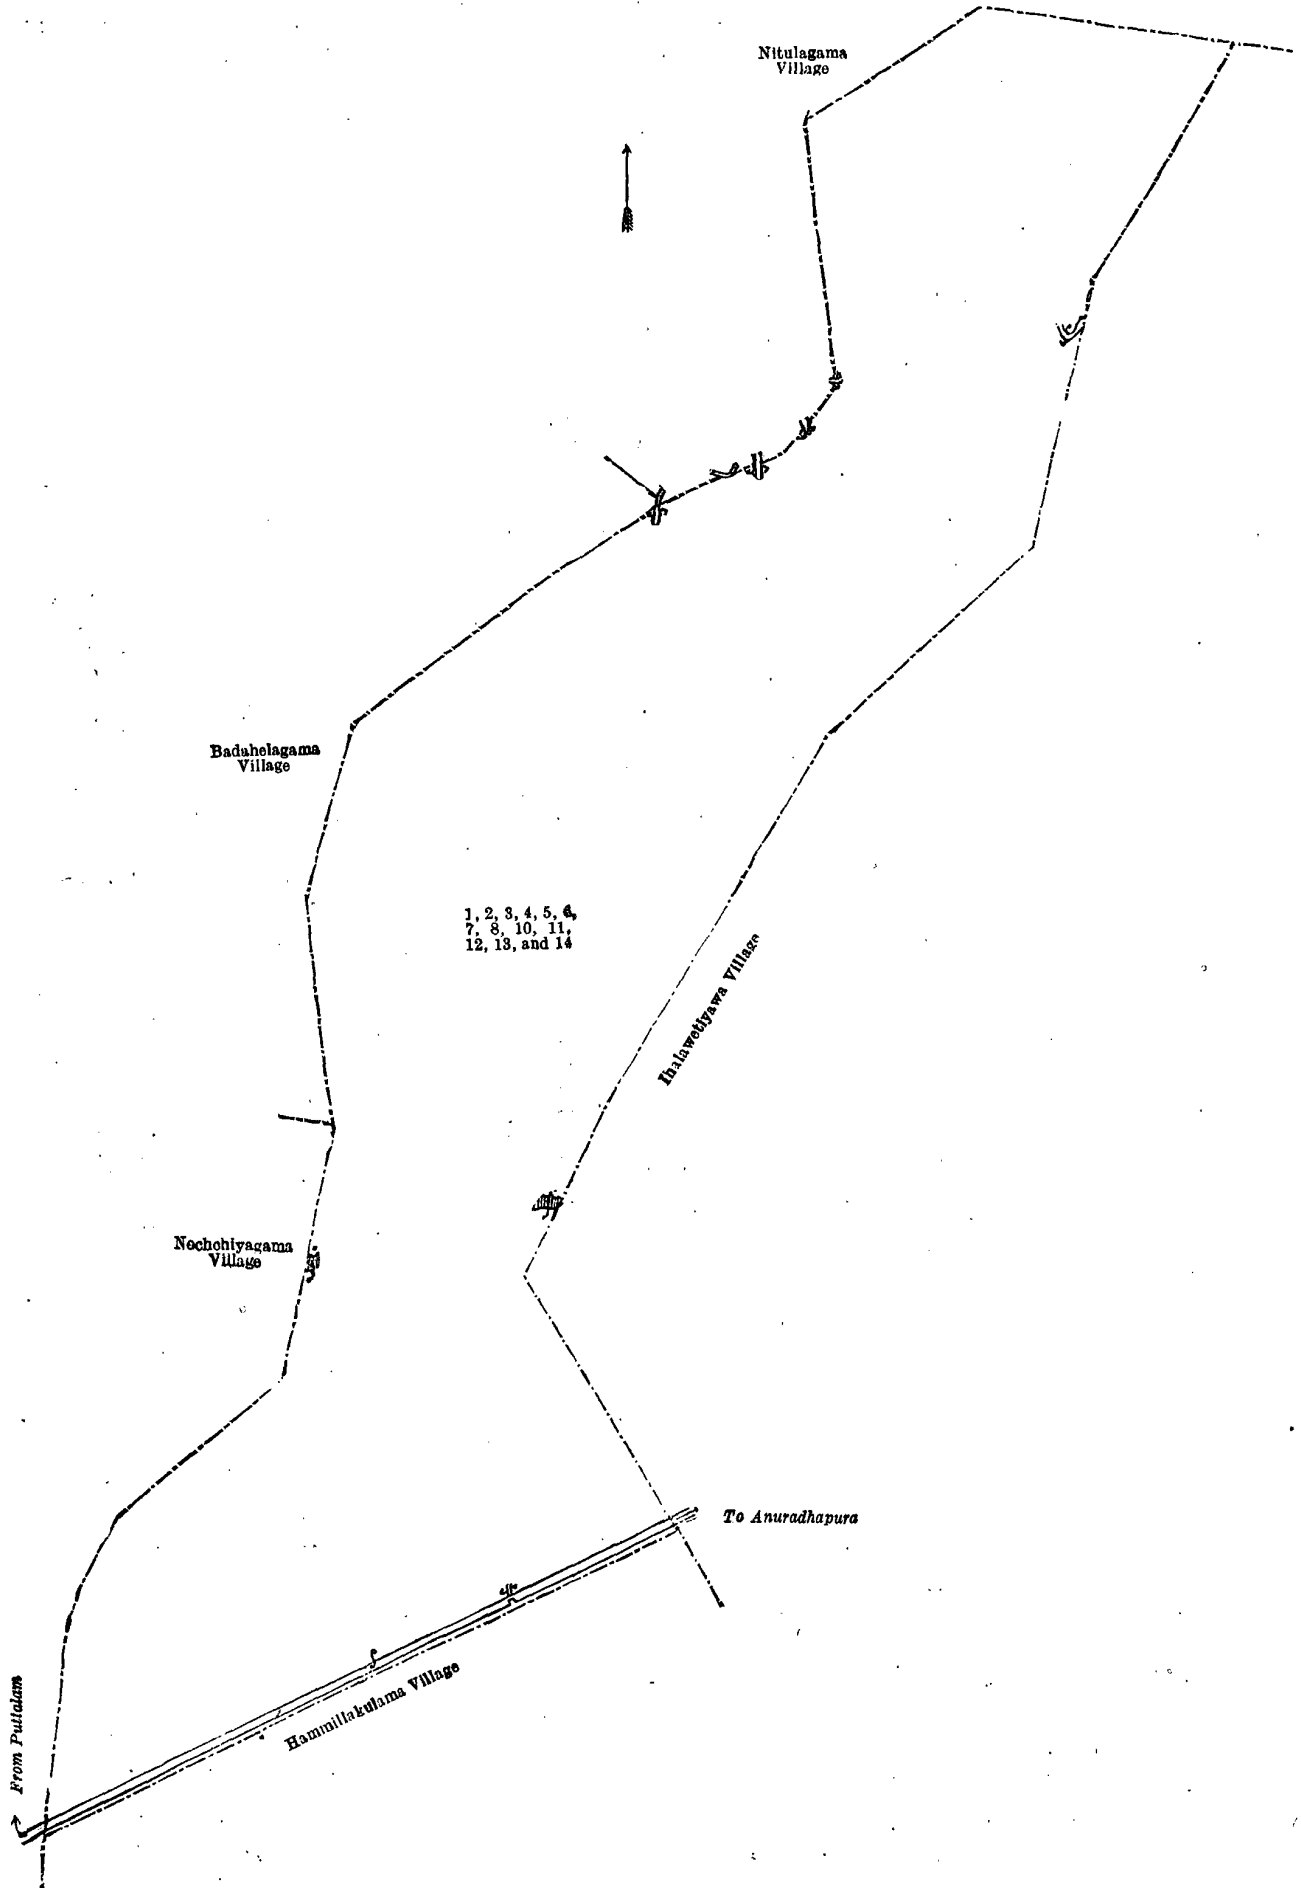 Nitulagama
Village
Badahelagama
Village
1, 2, 3, 4, 5, 6,
7, 8, 10, 11,
12, 13, and 14
Ihalawetiyawa Village
Nochchiyagama
Village
To Anuradhapura
Hammillakulama Village
From Puttalam